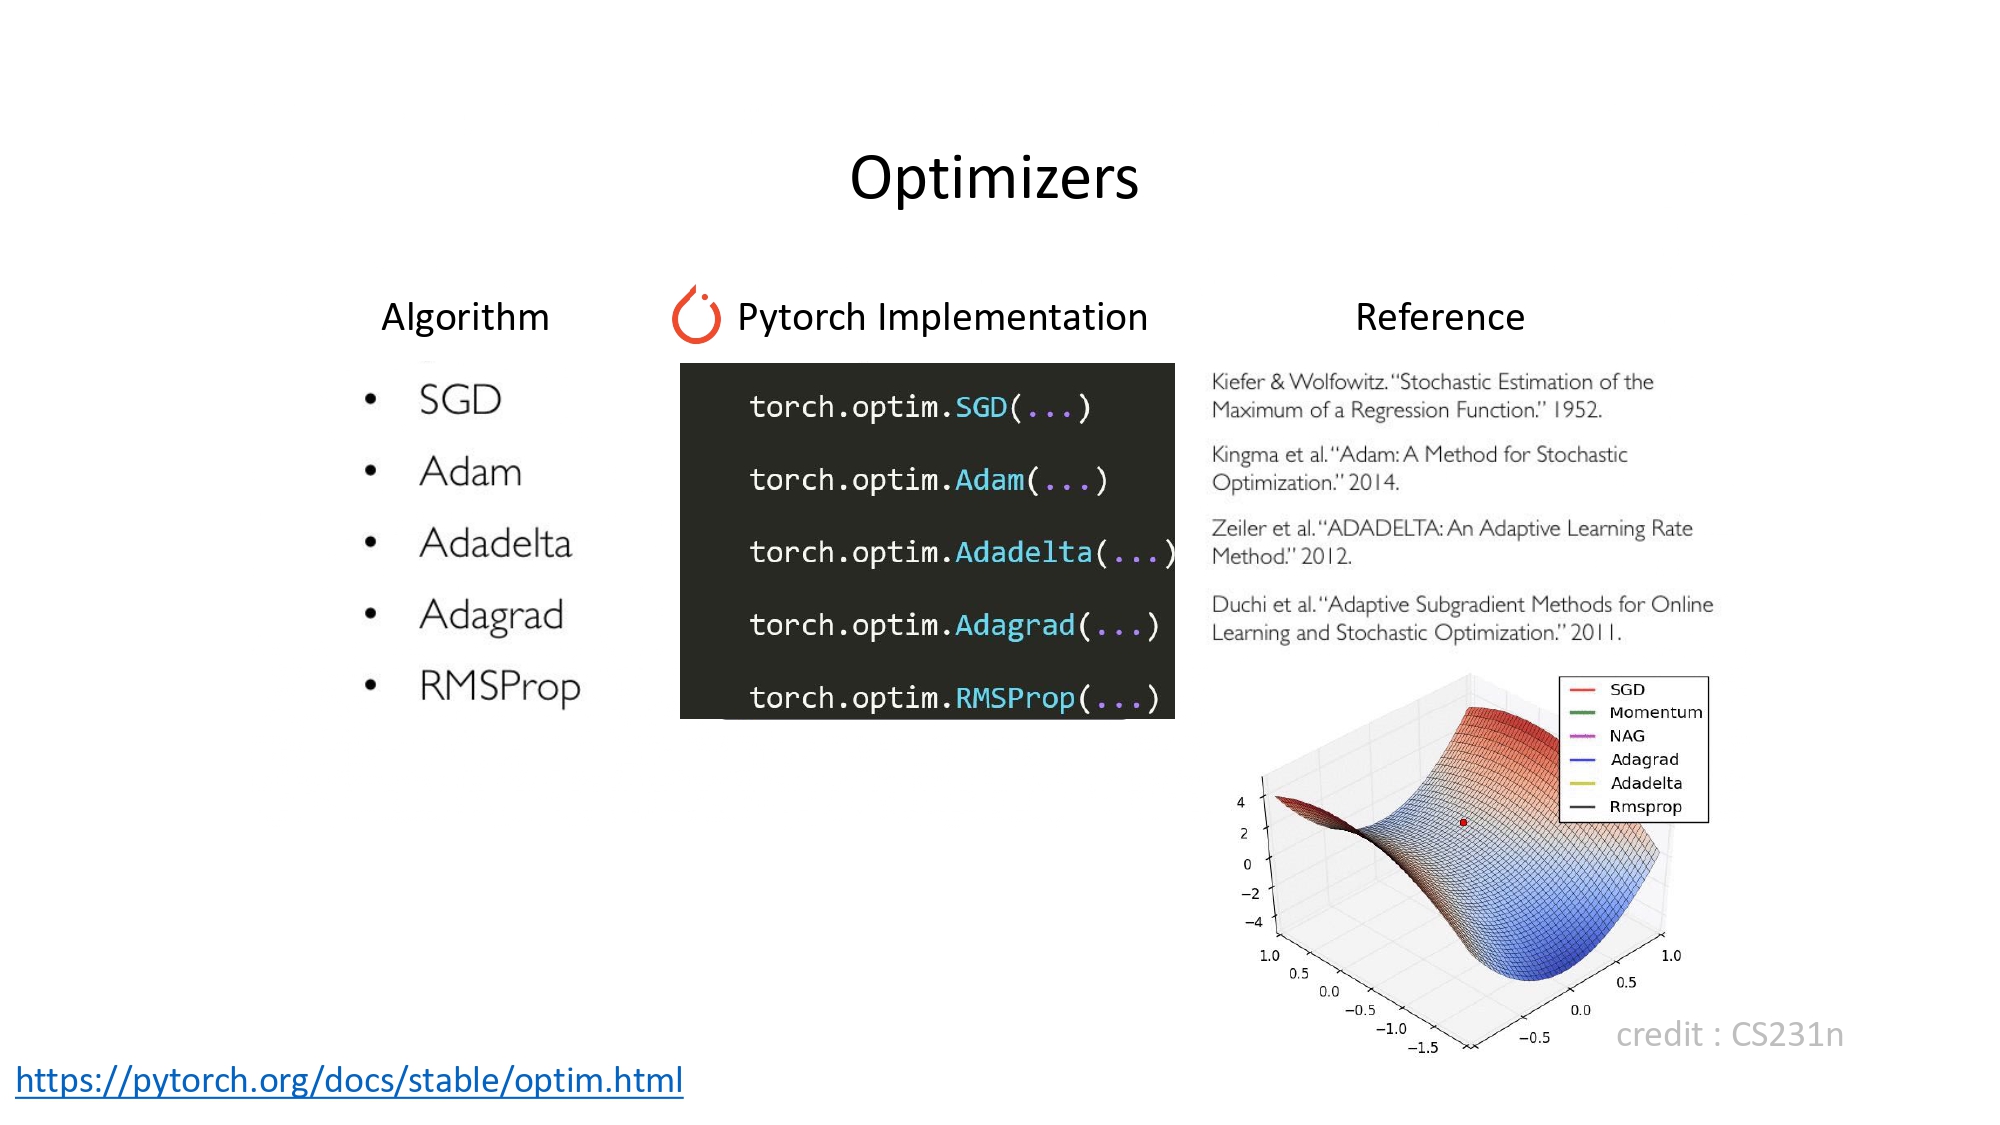 Optimizers
Algorithm
Pytorch Implementation
Reference
• SGD
• Adam
• Adadelta
• Adagrad
• RMSProp
torch.optim.SGD(...)
torch.optim.Adam(...)
torch.optim.Adadelta(...)
torch.optim.Adagrad(...)
torch.optim.RMSProp(...)
Kiefer & Wolfowitz. “Stochastic Estimation of the
Maximum of a Regression Function.” 1952.
Kingma et al. “Adam: A Method for Stochastic
Optimization.” 2014.
Zeiler et al. “ADADELTA: An Adaptive Learning Rate
Method.” 2012.
Duchi et al. “Adaptive Subgradient Methods for Online
Learning and Stochastic Optimization.” 2011.
SGD
Momentum
NAG
Adagrad
Adadelta
Rmsprop
4
2
0
−2
−4
1.0
0.5
0.0
−0.5
−1.0
−1.5
−0.5
0.0
0.5
1.0
credit : CS231n
https://pytorch.org/docs/stable/optim.html